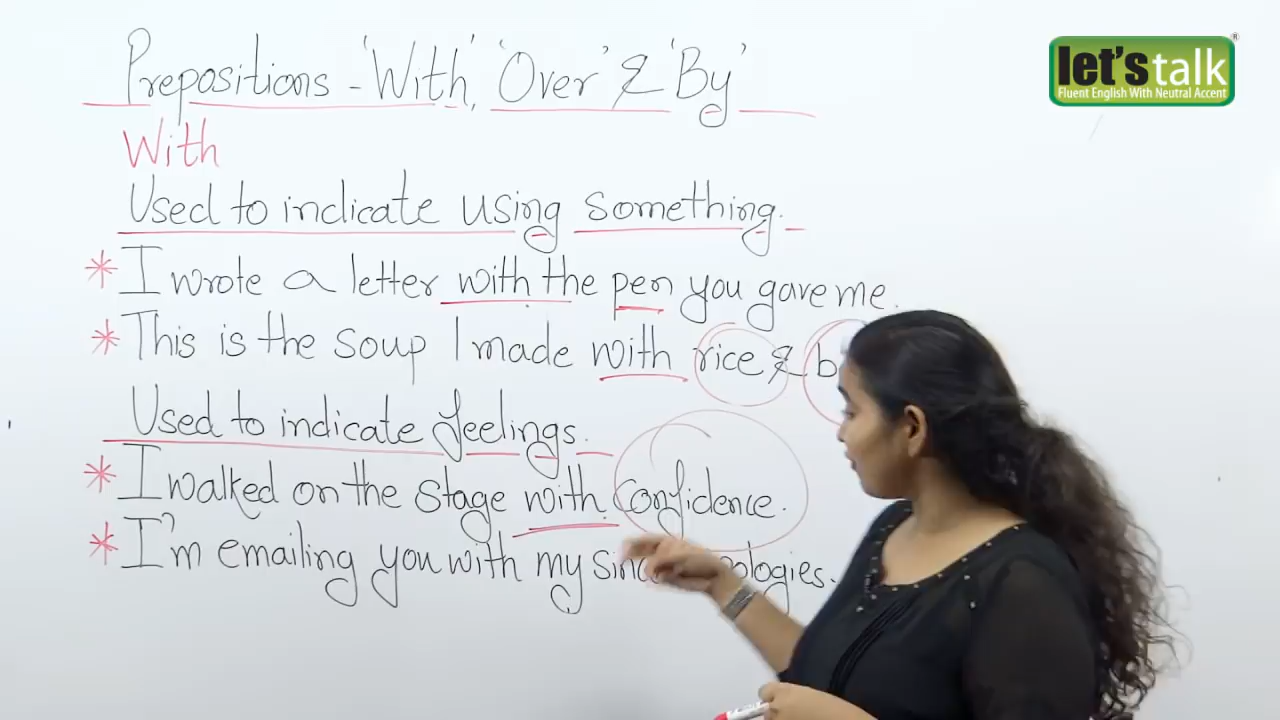 Prepositions - 'With', 'Over' & 'By'
With
Used to indicate using something.
* I wrote a letter with the pen you gave me.
* This is the soup I made with rice &
Used to indicate feelings.
* I walked on the stage with confidence.
* I'm emailing you with my
let's talk
®
Fluent English With Neutral Accent